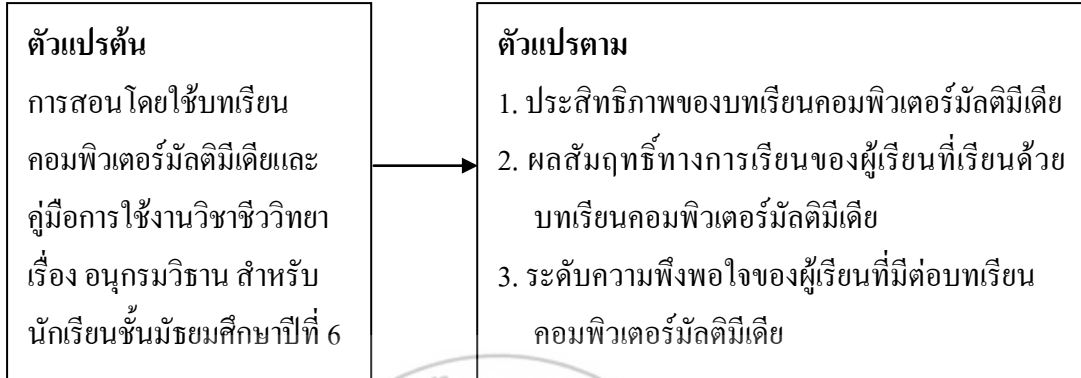 ตัวแปรต้น
การสอนโดยใช้บทเรียน
คอมพิวเตอร์มัลติมีเดียและ
คู่มือการใช้งานวิชาชีววิทยา
เรื่อง อนุกรมวิธาน สำหรับ
นักเรียนชั้นมัธยมศึกษาปีที่ 6
ตัวแปรตาม
1. ประสิทธิภาพของบทเรียนคอมพิวเตอร์มัลติมีเดีย
2. ผลสัมฤทธิ์ทางการเรียนของผู้เรียนที่เรียนด้วย
บทเรียนคอมพิวเตอร์มัลติมีเดีย
3. ระดับความพึงพอใจของผู้เรียนที่มีต่อบทเรียน
คอมพิวเตอร์มัลติมีเดีย